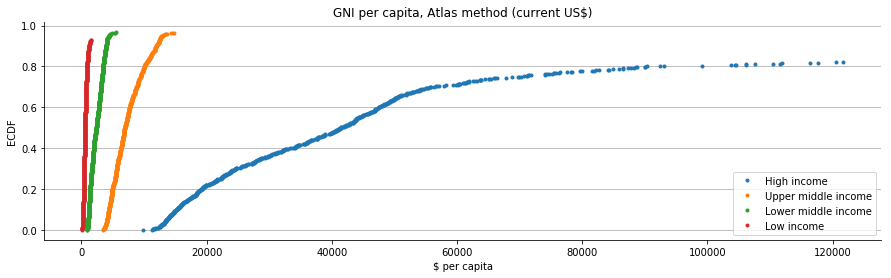 GNI per capita, Atlas method (current US$)
1.0
0.8
0.6
0.4
0.2
0.0
ECDF
High income
Upper middle income
Lower middle income
Low income
0 20000 40000 60000 80000 100000 120000
$ per capita